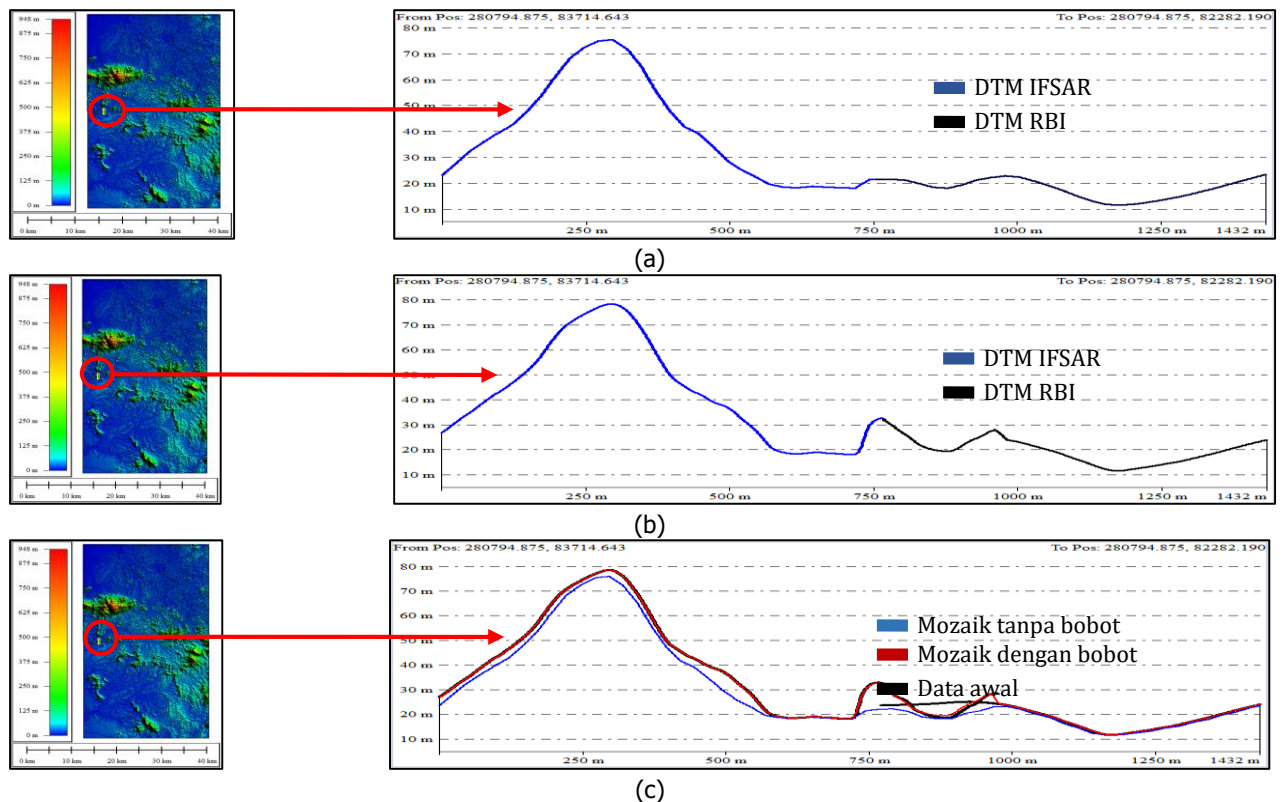 948 m
875 m
750 m
625 m
500 m
375 m
250 m
125 m
0 m
0 km 10 km 20 km 30 km 40 km
From Pos: 280794.875, 83714.643 To Pos: 280794.875, 82282.190
80 m
70 m
60 m
50 m
40 m
30 m
20 m
10 m
250 m 500 m 750 m 1000 m 1250 m 1432 m
DTM IFSAR
DTM RBI
(a)
948 m
875 m
750 m
625 m
500 m
375 m
250 m
125 m
0 m
0 km 10 km 20 km 30 km 40 km
From Pos: 280794.875, 83714.643 To Pos: 280794.875, 82282.190
80 m
70 m
60 m
50 m
40 m
30 m
20 m
10 m
250 m 500 m 750 m 1000 m 1250 m 1432 m
DTM IFSAR
DTM RBI
(b)
948 m
875 m
750 m
625 m
500 m
375 m
250 m
125 m
0 m
0 km 10 km 20 km 30 km 40 km
From Pos: 280794.875, 83714.643 To Pos: 280794.875, 82282.190
80 m
70 m
60 m
50 m
40 m
30 m
20 m
10 m
250 m 500 m 750 m 1000 m 1250 m 1432 m
Mozaik tanpa bobot
Mozaik dengan bobot
Data awal
(c)